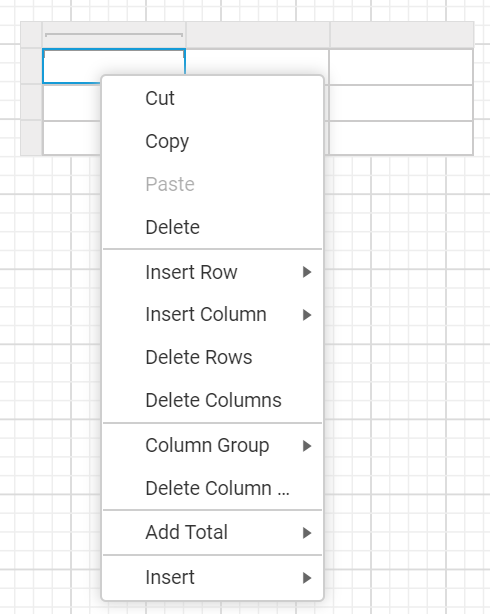 Cut
Copy
Paste
Delete
Insert Row
Insert Column
Delete Rows
Delete Columns
Column Group
Delete Column ...
Add Total
Insert